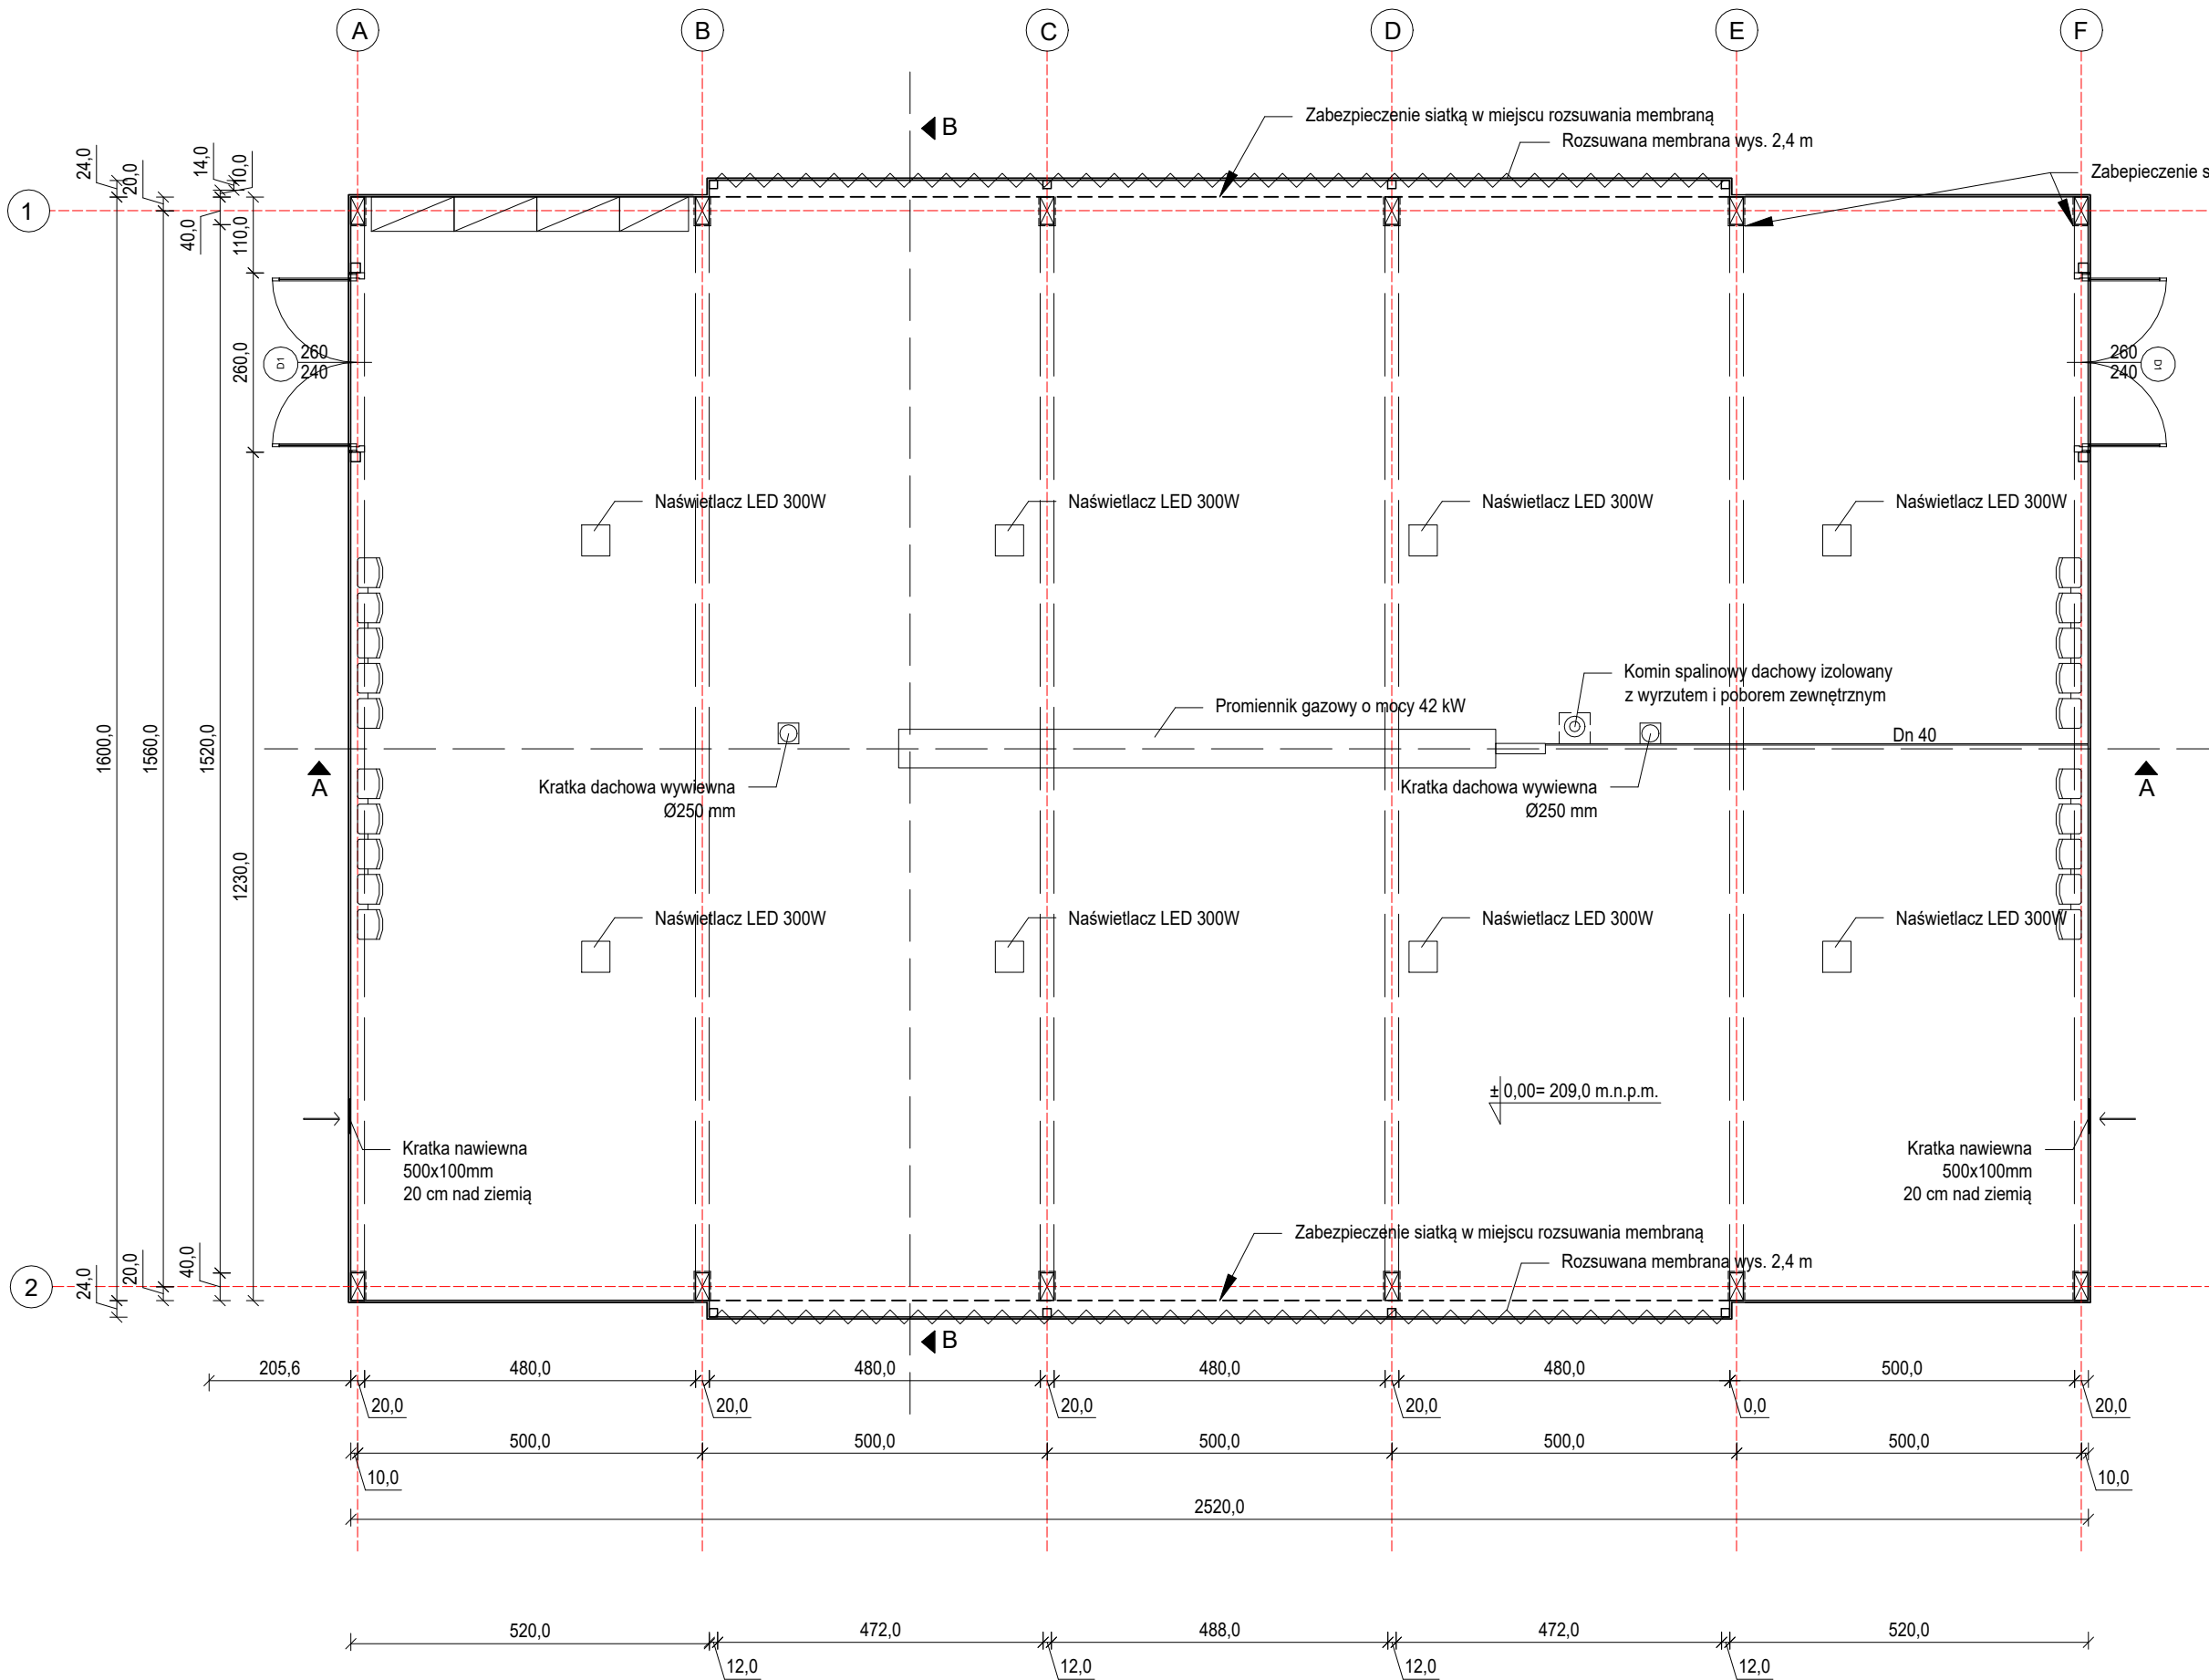 A
B
C
D
E
F
B
Zabezpieczenie siatką w miejscu rozsuwania membraną
Rozsuwana membrana wys. 2,4 m
Zabepieczenie s
1
24,0
20,0
14,0
10,0
40,0
110,0
260,0
1600,0
1560,0
1520,0
1230,0
D1
260
240
260
240
D1
Naświetlacz LED 300W
Naświetlacz LED 300W
Naświetlacz LED 300W
Naświetlacz LED 300W
Komin spalinowy dachowy izolowany
z wyrzutem i poborem zewnętrznym
Promiennik gazowy o mocy 42 kW
Dn 40
A
Kratka dachowa wywiewna
Ø250 mm
Kratka dachowa wywiewna
Ø250 mm
A
Naświetlacz LED 300W
Naświetlacz LED 300W
Naświetlacz LED 300W
Naświetlacz LED 300W
± 0,00= 209,0 m.n.p.m.
Kratka nawiewna
500x100mm
20 cm nad ziemią
Kratka nawiewna
500x100mm
20 cm nad ziemią
Zabezpieczenie siatką w miejscu rozsuwania membraną
Rozsuwana membrana wys. 2,4 m
2
24,0
20,0
40,0
B
205,6
480,0
480,0
480,0
480,0
500,0
20,0
20,0
20,0
20,0
0,0
20,0
500,0
500,0
500,0
500,0
500,0
10,0
10,0
2520,0
520,0
472,0
488,0
472,0
520,0
12,0
12,0
12,0
12,0